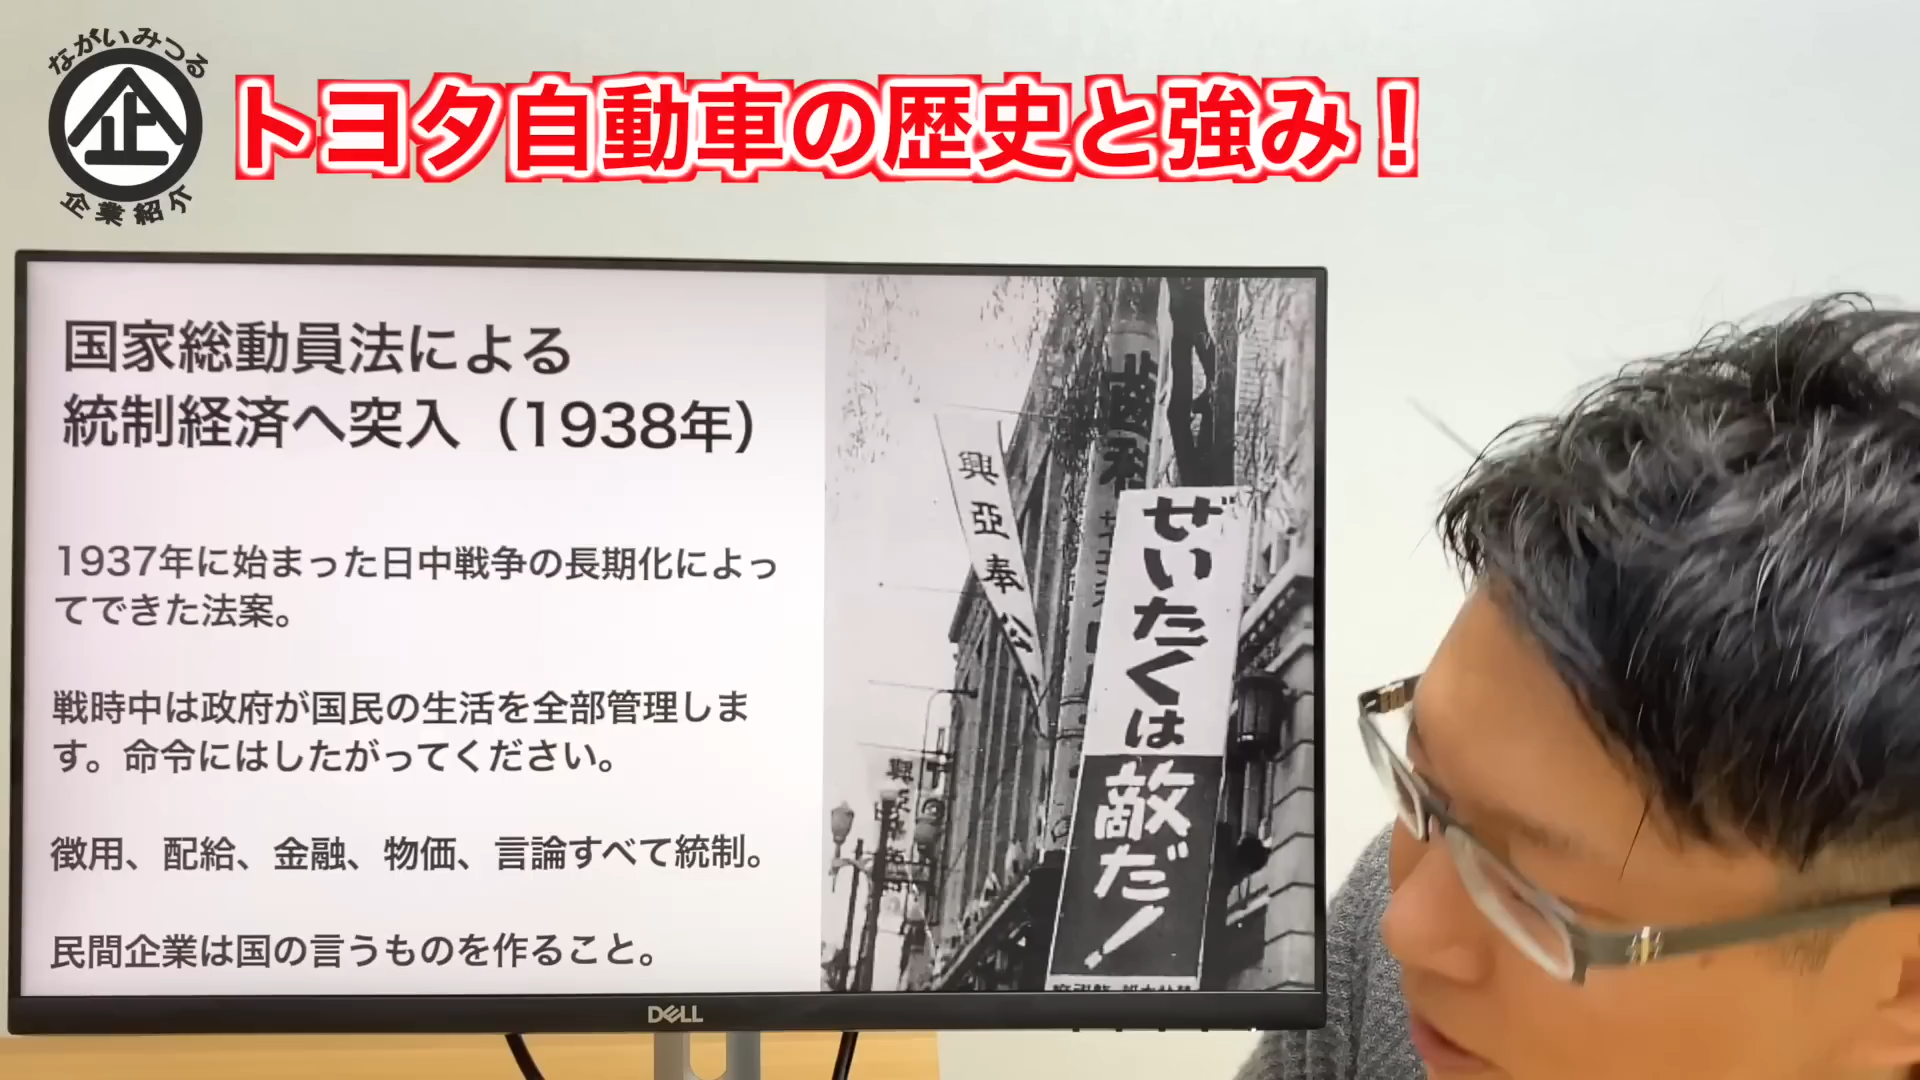 ながいみつる
企
企業紹介
トヨタ自動車の歴史と強み！
国家総動員法による
統制経済へ突入（1938年）
1937年に始まった日中戦争の長期化によっ
てできた法案。
戦時中は政府が国民の生活を全部管理しま
す。命令にはしたがってください。
徴用、配給、金融、物価、言論すべて統制。
民間企業は国の言うものを作ること。
興亞奉公
歯科
ぜいたくは敵だ！
DELL